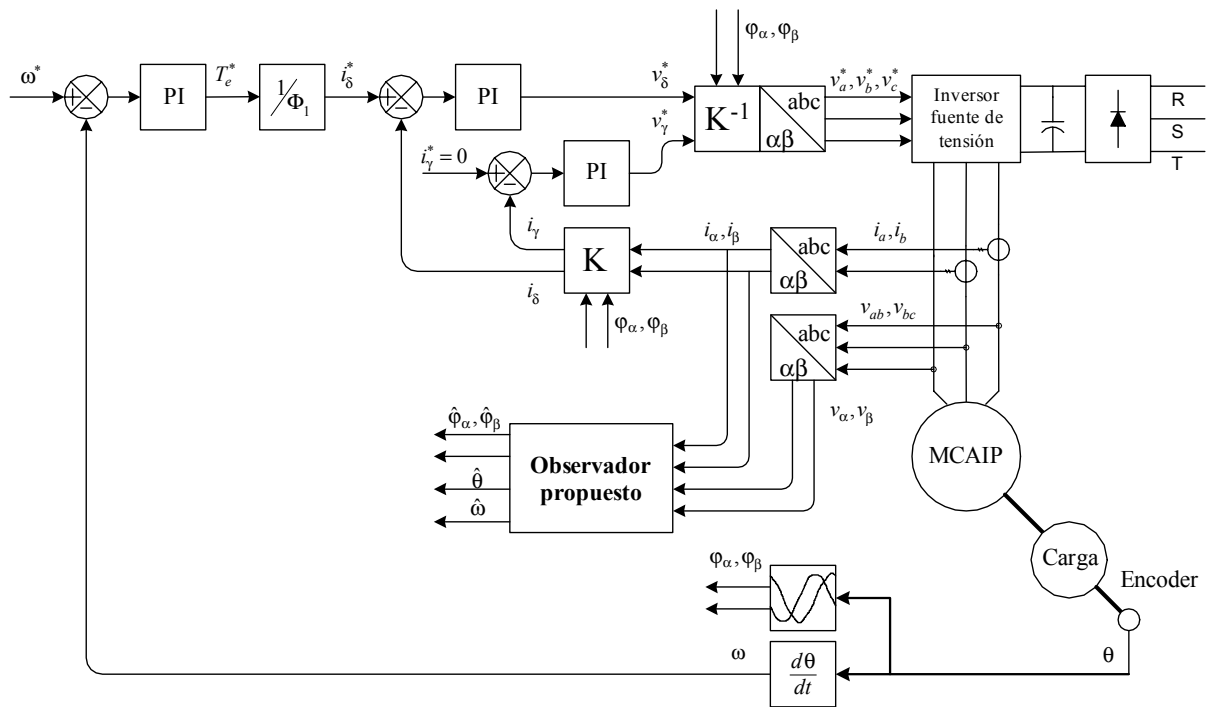 φα,φβ
ω*
PI
Te*
1/Φ1
iδ*
PI
vδ*
K-1
abc
αβ
va*,vb*,vc*
Inversor
fuente de
tensión
R
S
T
iγ*=0
PI
vγ*
iγ
K
iα,iβ
abc
αβ
ia,ib
iδ
φα,φβ
abc
αβ
vab,vbc
vα,vβ
MCAIP
φ̂α,φ̂β
θ̂
ω̂
Observador
propuesto
Carga
Encoder
φα,φβ
ω
dθ
dt
θ